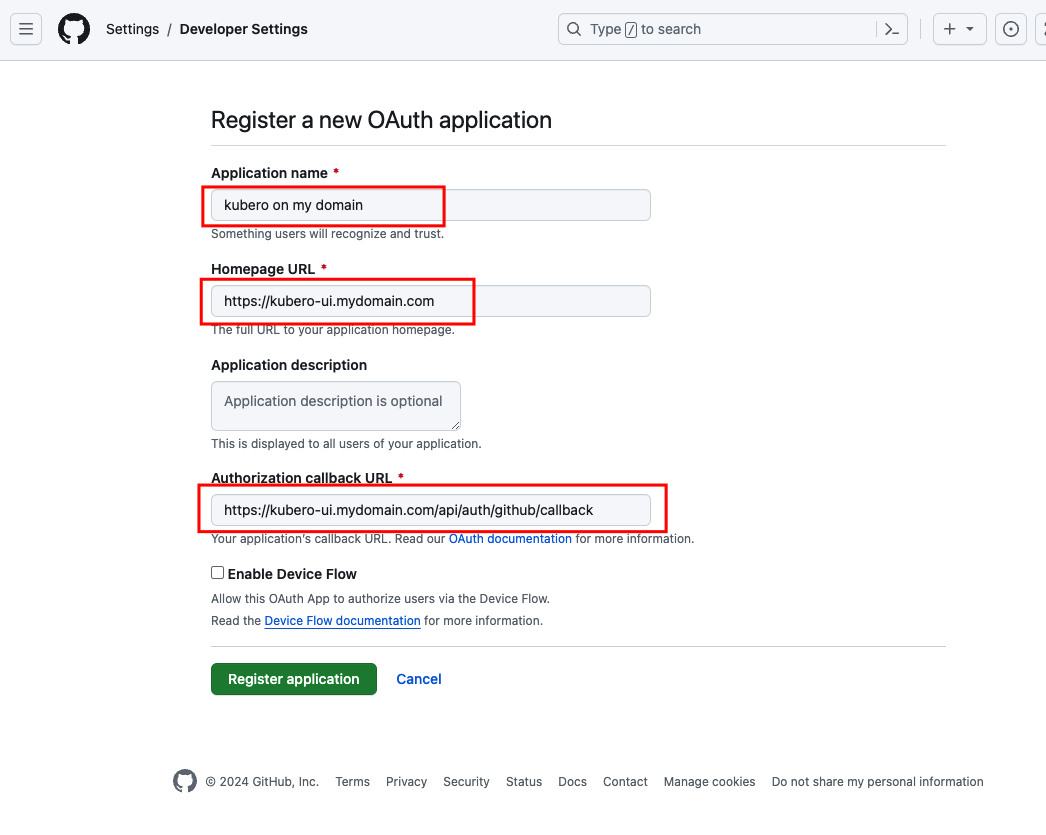 Settings / Developer Settings
Type / to search
Register a new OAuth application
Application name *
kubero on my domain
Something users will recognize and trust.
Homepage URL *
https://kubero-ui.mydomain.com
The full URL to your application homepage.
Application description
Application description is optional
This is displayed to all users of your application.
Authorization callback URL *
https://kubero-ui.mydomain.com/api/auth/github/callback
Your application's callback URL. Read our OAuth documentation for more information.
Enable Device Flow
Allow this OAuth App to authorize users via the Device Flow.
Read the Device Flow documentation for more information.
Register application Cancel
© 2024 GitHub, Inc. Terms Privacy Security Status Docs Contact Manage cookies Do not share my personal information